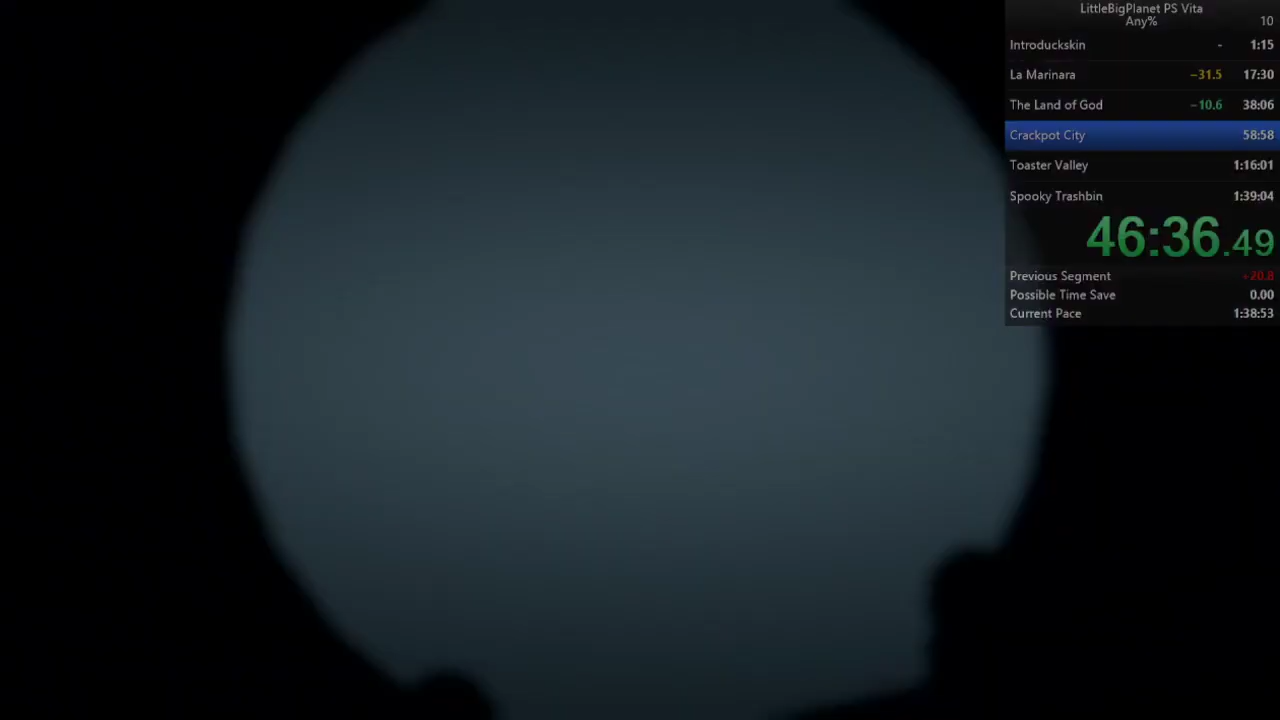 LittleBigPlanet PS Vita
Any% 10
Introduckskin - 1:15
La Marinara −31.5 17:30
The Land of God −10.6 38:06
Crackpot City 58:58
Toaster Valley 1:16:01
Spooky Trashbin 1:39:04
46:36.49
Previous Segment +20.8
Possible Time Save 0.00
Current Pace 1:38:53